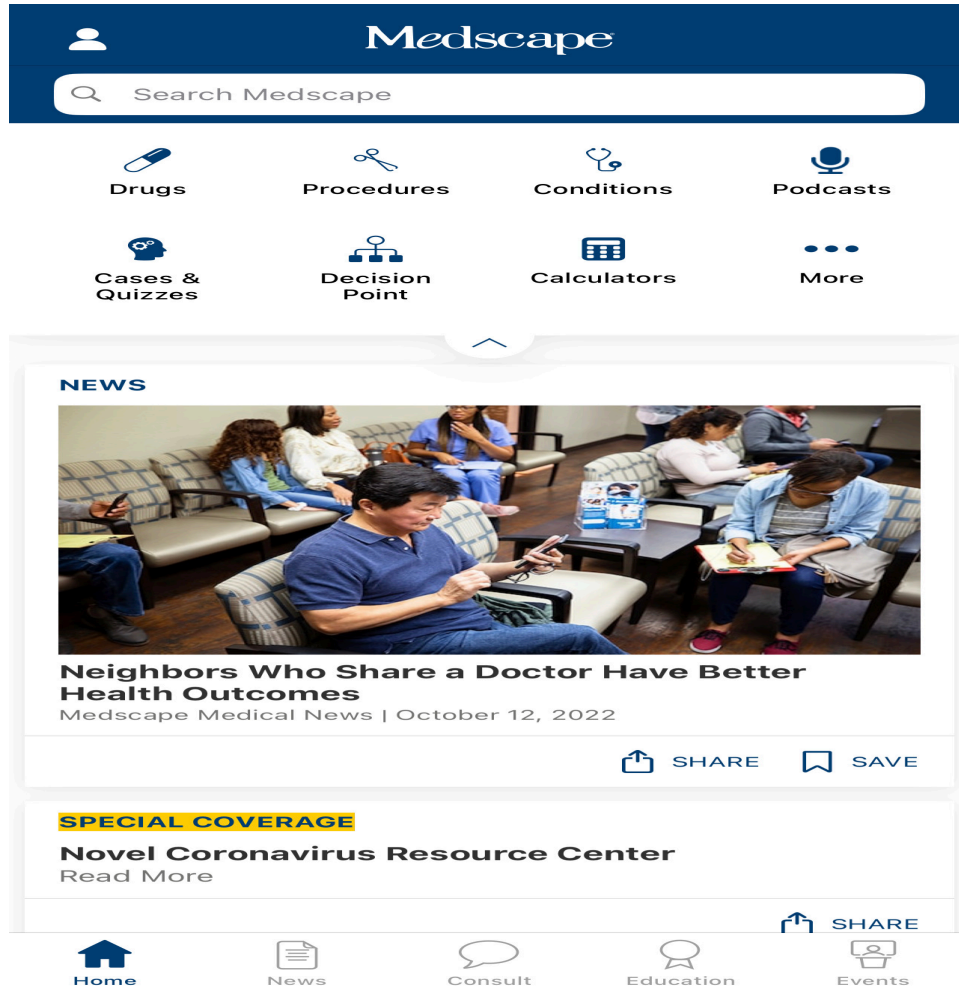 Medscape
Search Medscape
Drugs
Procedures
Conditions
Podcasts
Cases &
Quizzes
Decision
Point
Calculators
More
NEWS
Neighbors Who Share a Doctor Have Better
Health Outcomes
Medscape Medical News | October 12, 2022
SHARE
SAVE
SPECIAL COVERAGE
Novel Coronavirus Resource Center
Read More
SHARE
Home
News
Consult
Education
Events